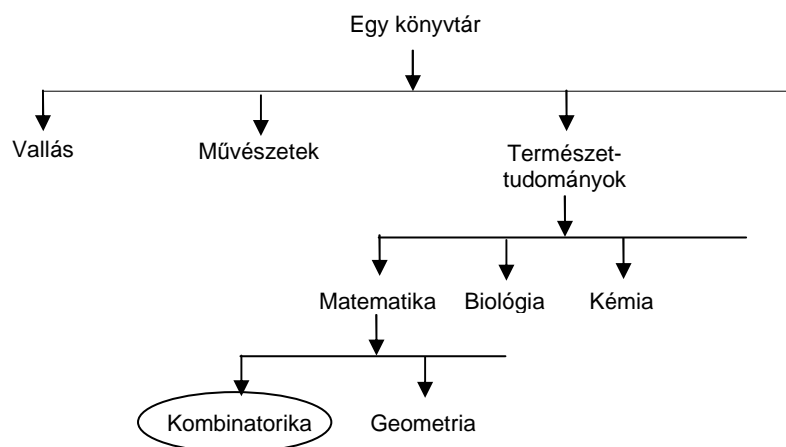 Egy könyvtár
Vallás
Művészetek
Természet-
tudományok
Matematika
Biológia
Kémia
Kombinatorika
Geometria